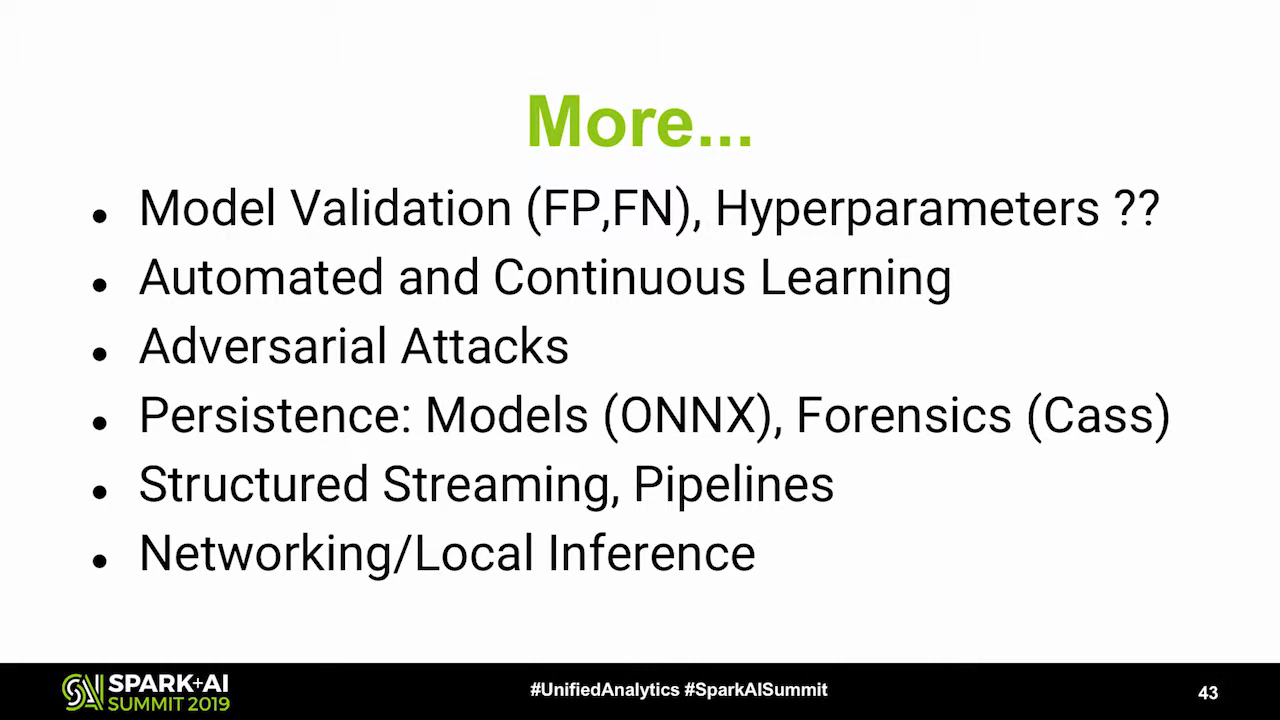 More...
● Model Validation (FP,FN), Hyperparameters ??
● Automated and Continuous Learning
● Adversarial Attacks
● Persistence: Models (ONNX), Forensics (Cass)
● Structured Streaming, Pipelines
● Networking/Local Inference
SPARK+AI
SUMMIT 2019
#UnifiedAnalytics #SparkAISummit
43